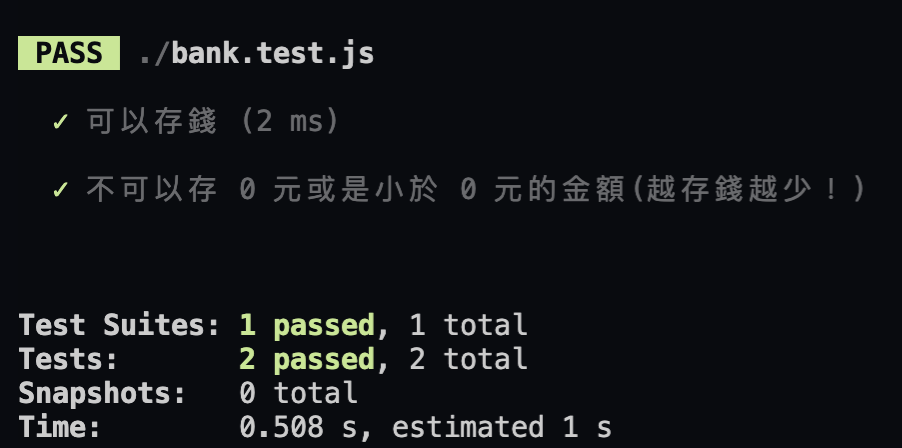 PASS ./bank.test.js
✓ 可以存錢 (2 ms)
✓ 不可以存 0 元或是小於 0 元的金額(越存錢越少！)
Test Suites: 1 passed, 1 total
Tests: 2 passed, 2 total
Snapshots: 0 total
Time: 0.508 s, estimated 1 s